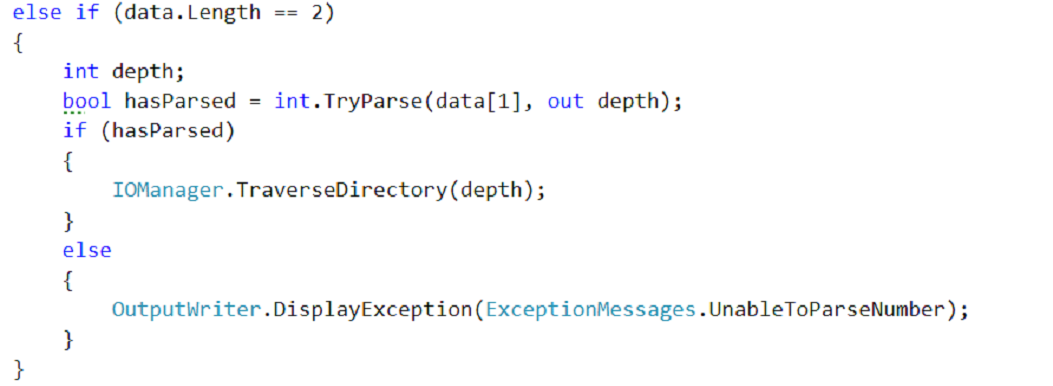 else if (data.Length == 2)
{
    int depth;
    bool hasParsed = int.TryParse(data[1], out depth);
    if (hasParsed)
    {
        IOManager.TraverseDirectory(depth);
    }
    else
    {
        OutputWriter.DisplayException(ExceptionMessages.UnableToParseNumber);
    }
}